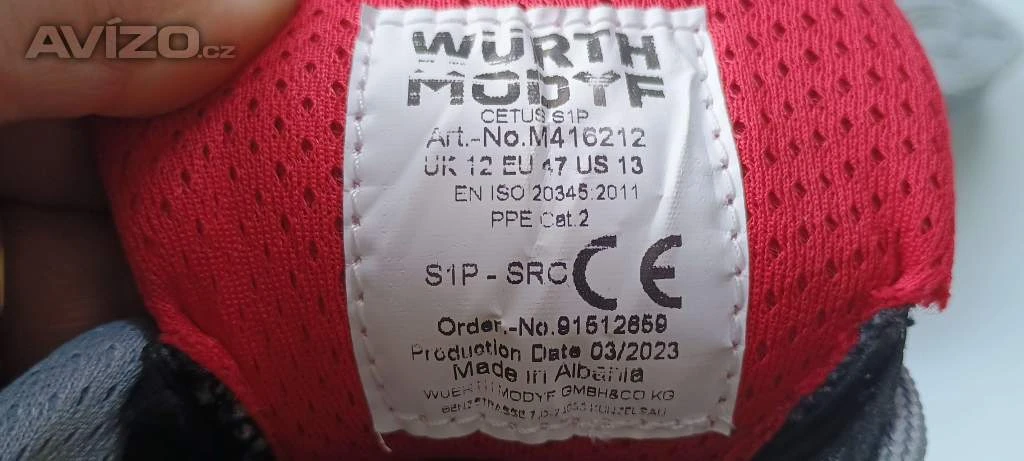 AVÍZO.cz
WÜRTH
MODYF
CETUS S1P
Art.-No.M416212
UK 12 EU 47 US 13
EN ISO 20345:2011
PPE Cat.2
S1P - SRC CE
Order.-No.91512659
Production Date 03/2023
Made in Albania
WUERTH MODYF GMBH&CO KG